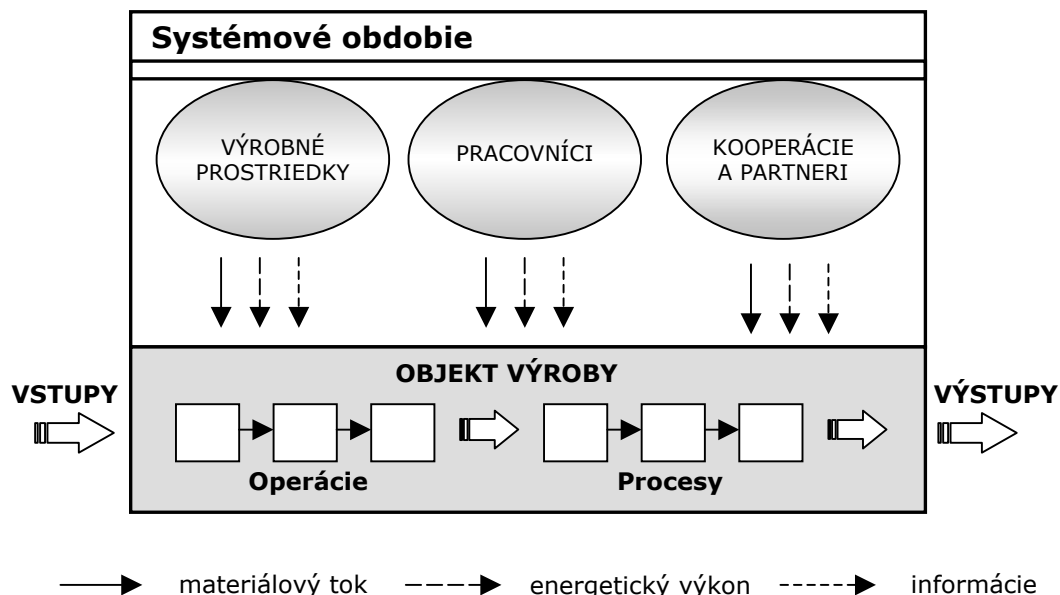 Systémové obdobie
VÝROBNÉ
PROSTRIEDKY
PRACOVNÍCI
KOOPERÁCIE
A PARTNERI
OBJEKT VÝROBY
VSTUPY
VÝSTUPY
Operácie
Procesy
materiálový tok
energetický výkon
informácie